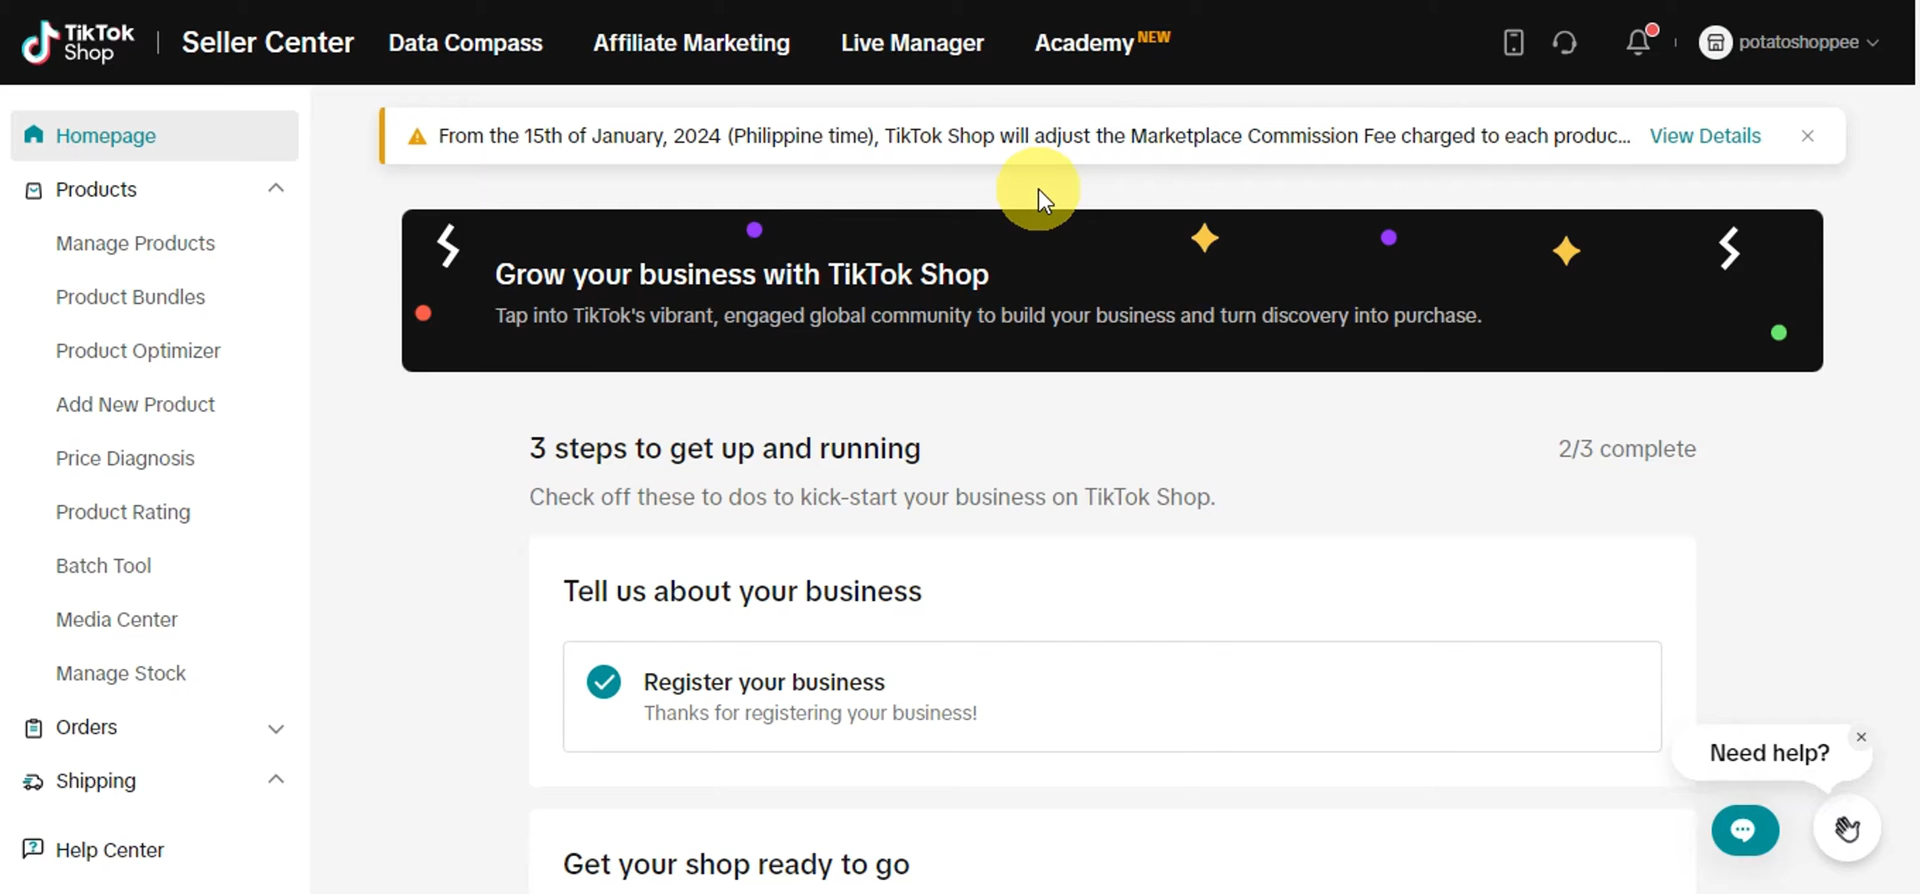 TikTok Shop
Seller Center
Data Compass
Affiliate Marketing
Live Manager
Academy NEW
potatoshoppee
Homepage
Products
Manage Products
Product Bundles
Product Optimizer
Add New Product
Price Diagnosis
Product Rating
Batch Tool
Media Center
Manage Stock
Orders
Shipping
Help Center
From the 15th of January, 2024 (Philippine time), TikTok Shop will adjust the Marketplace Commission Fee charged to each produc... View Details
Grow your business with TikTok Shop
Tap into TikTok's vibrant, engaged global community to build your business and turn discovery into purchase.
3 steps to get up and running
2/3 complete
Check off these to dos to kick-start your business on TikTok Shop.
Tell us about your business
Register your business
Thanks for registering your business!
Need help?
Get your shop ready to go